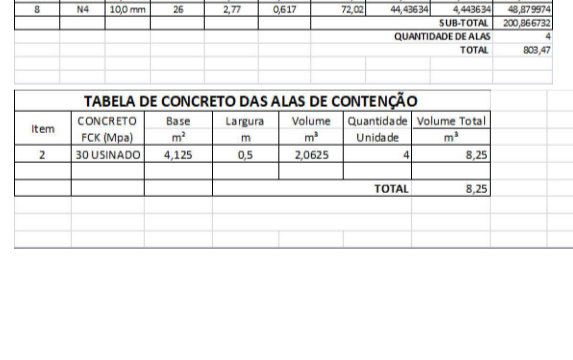 8 N4 10,0 mm 26 2,77 0,617 72,02 44,43634 4,443634 48,879974
SUB-TOTAL 200,866732
QUANTIDADE DE ALAS 4
TOTAL 803,47
TABELA DE CONCRETO DAS ALAS DE CONTENÇÃO
Item CONCRETO Base Largura Volume Quantidade Volume Total
FCK (Mpa) m² m m³ Unidade m³
2 30 USINADO 4,125 0,5 2,0625 4 8,25
TOTAL 8,25